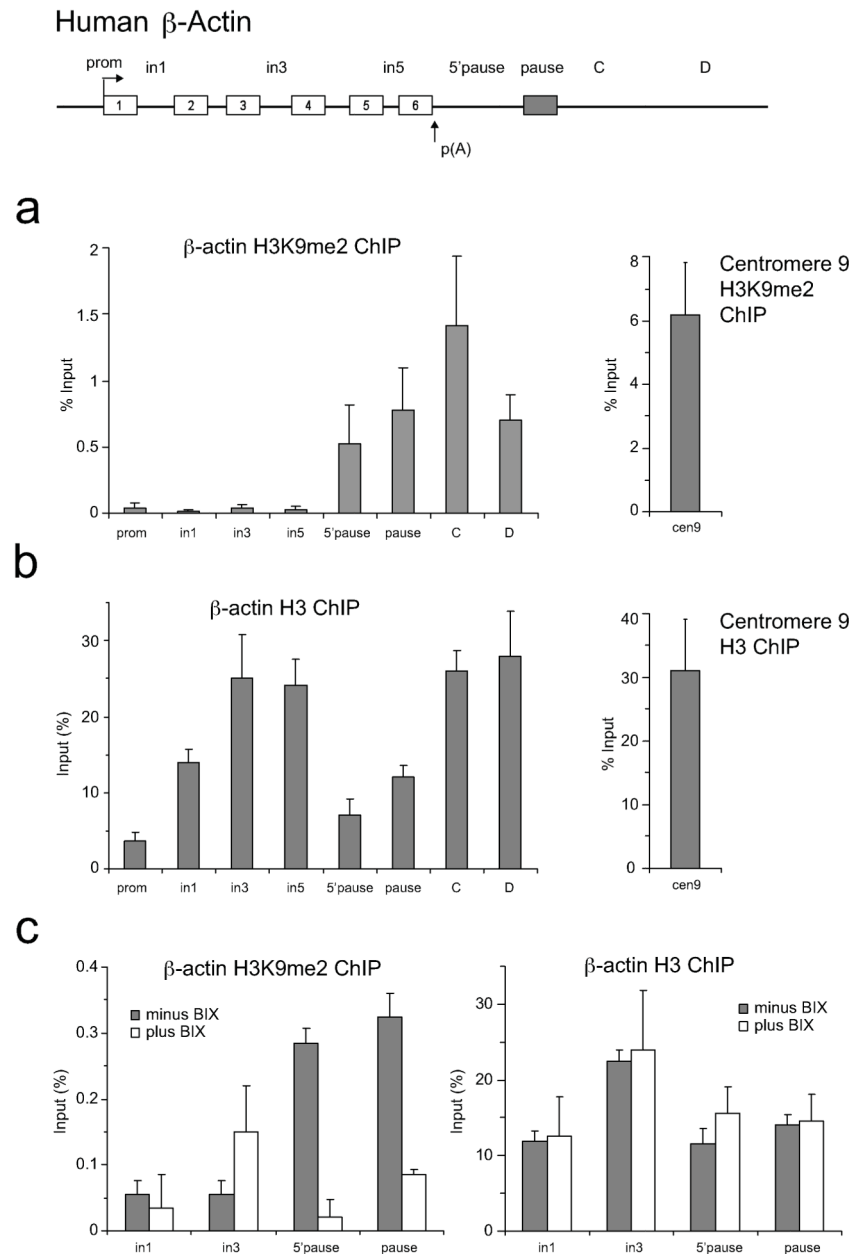 Human β-Actin
prom
in1 in3 in5 5'pause pause C D
1 2 3 4 5 6
p(A)
a
β-actin H3K9me2 ChIP
% Input
2
1.5
1
0.5
0
prom in1 in3 in5 5'pause pause C D
Centromere 9
H3K9me2
ChIP
% Input
8
6
4
2
0
cen9
b
β-actin H3 ChIP
Input (%)
30
20
10
0
prom in1 in3 in5 5'pause pause C D
Centromere 9
H3 ChIP
% Input
40
30
20
10
0
cen9
c
β-actin H3K9me2 ChIP
minus BIX
plus BIX
Input (%)
0.4
0.3
0.2
0.1
0
in1 in3 5'pause pause
β-actin H3 ChIP
minus BIX
plus BIX
Input (%)
30
20
10
0
in1 in3 5'pause pause